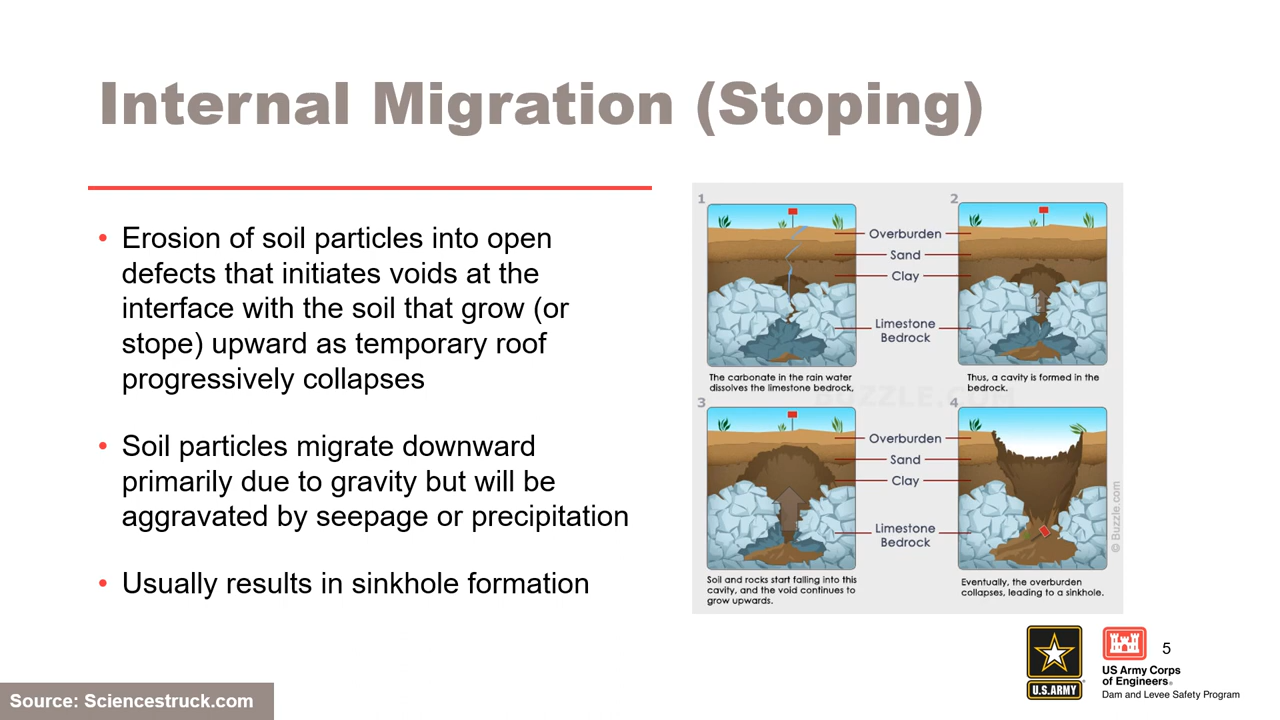 Internal Migration (Stoping)
• Erosion of soil particles into open
defects that initiates voids at the
interface with the soil that grow (or
stope) upward as temporary roof
progressively collapses
• Soil particles migrate downward
primarily due to gravity but will be
aggravated by seepage or precipitation
• Usually results in sinkhole formation
1
2
Overburden
Sand
Clay
Limestone
Bedrock
The carbonate in the rain water
dissolves the limestone bedrock,
Thus, a cavity is formed in the
bedrock.
BUZZLE.COM
3
4
Overburden
Sand
Clay
Limestone
Bedrock
Soil and rocks start falling into this
cavity, and the void continues to
grow upwards.
Eventually, the overburden
collapses, leading to a sinkhole.
© Buzzle.com
U.S.ARMY
US Army Corps
of Engineers®
Dam and Levee Safety Program
5
Source: Sciencestruck.com